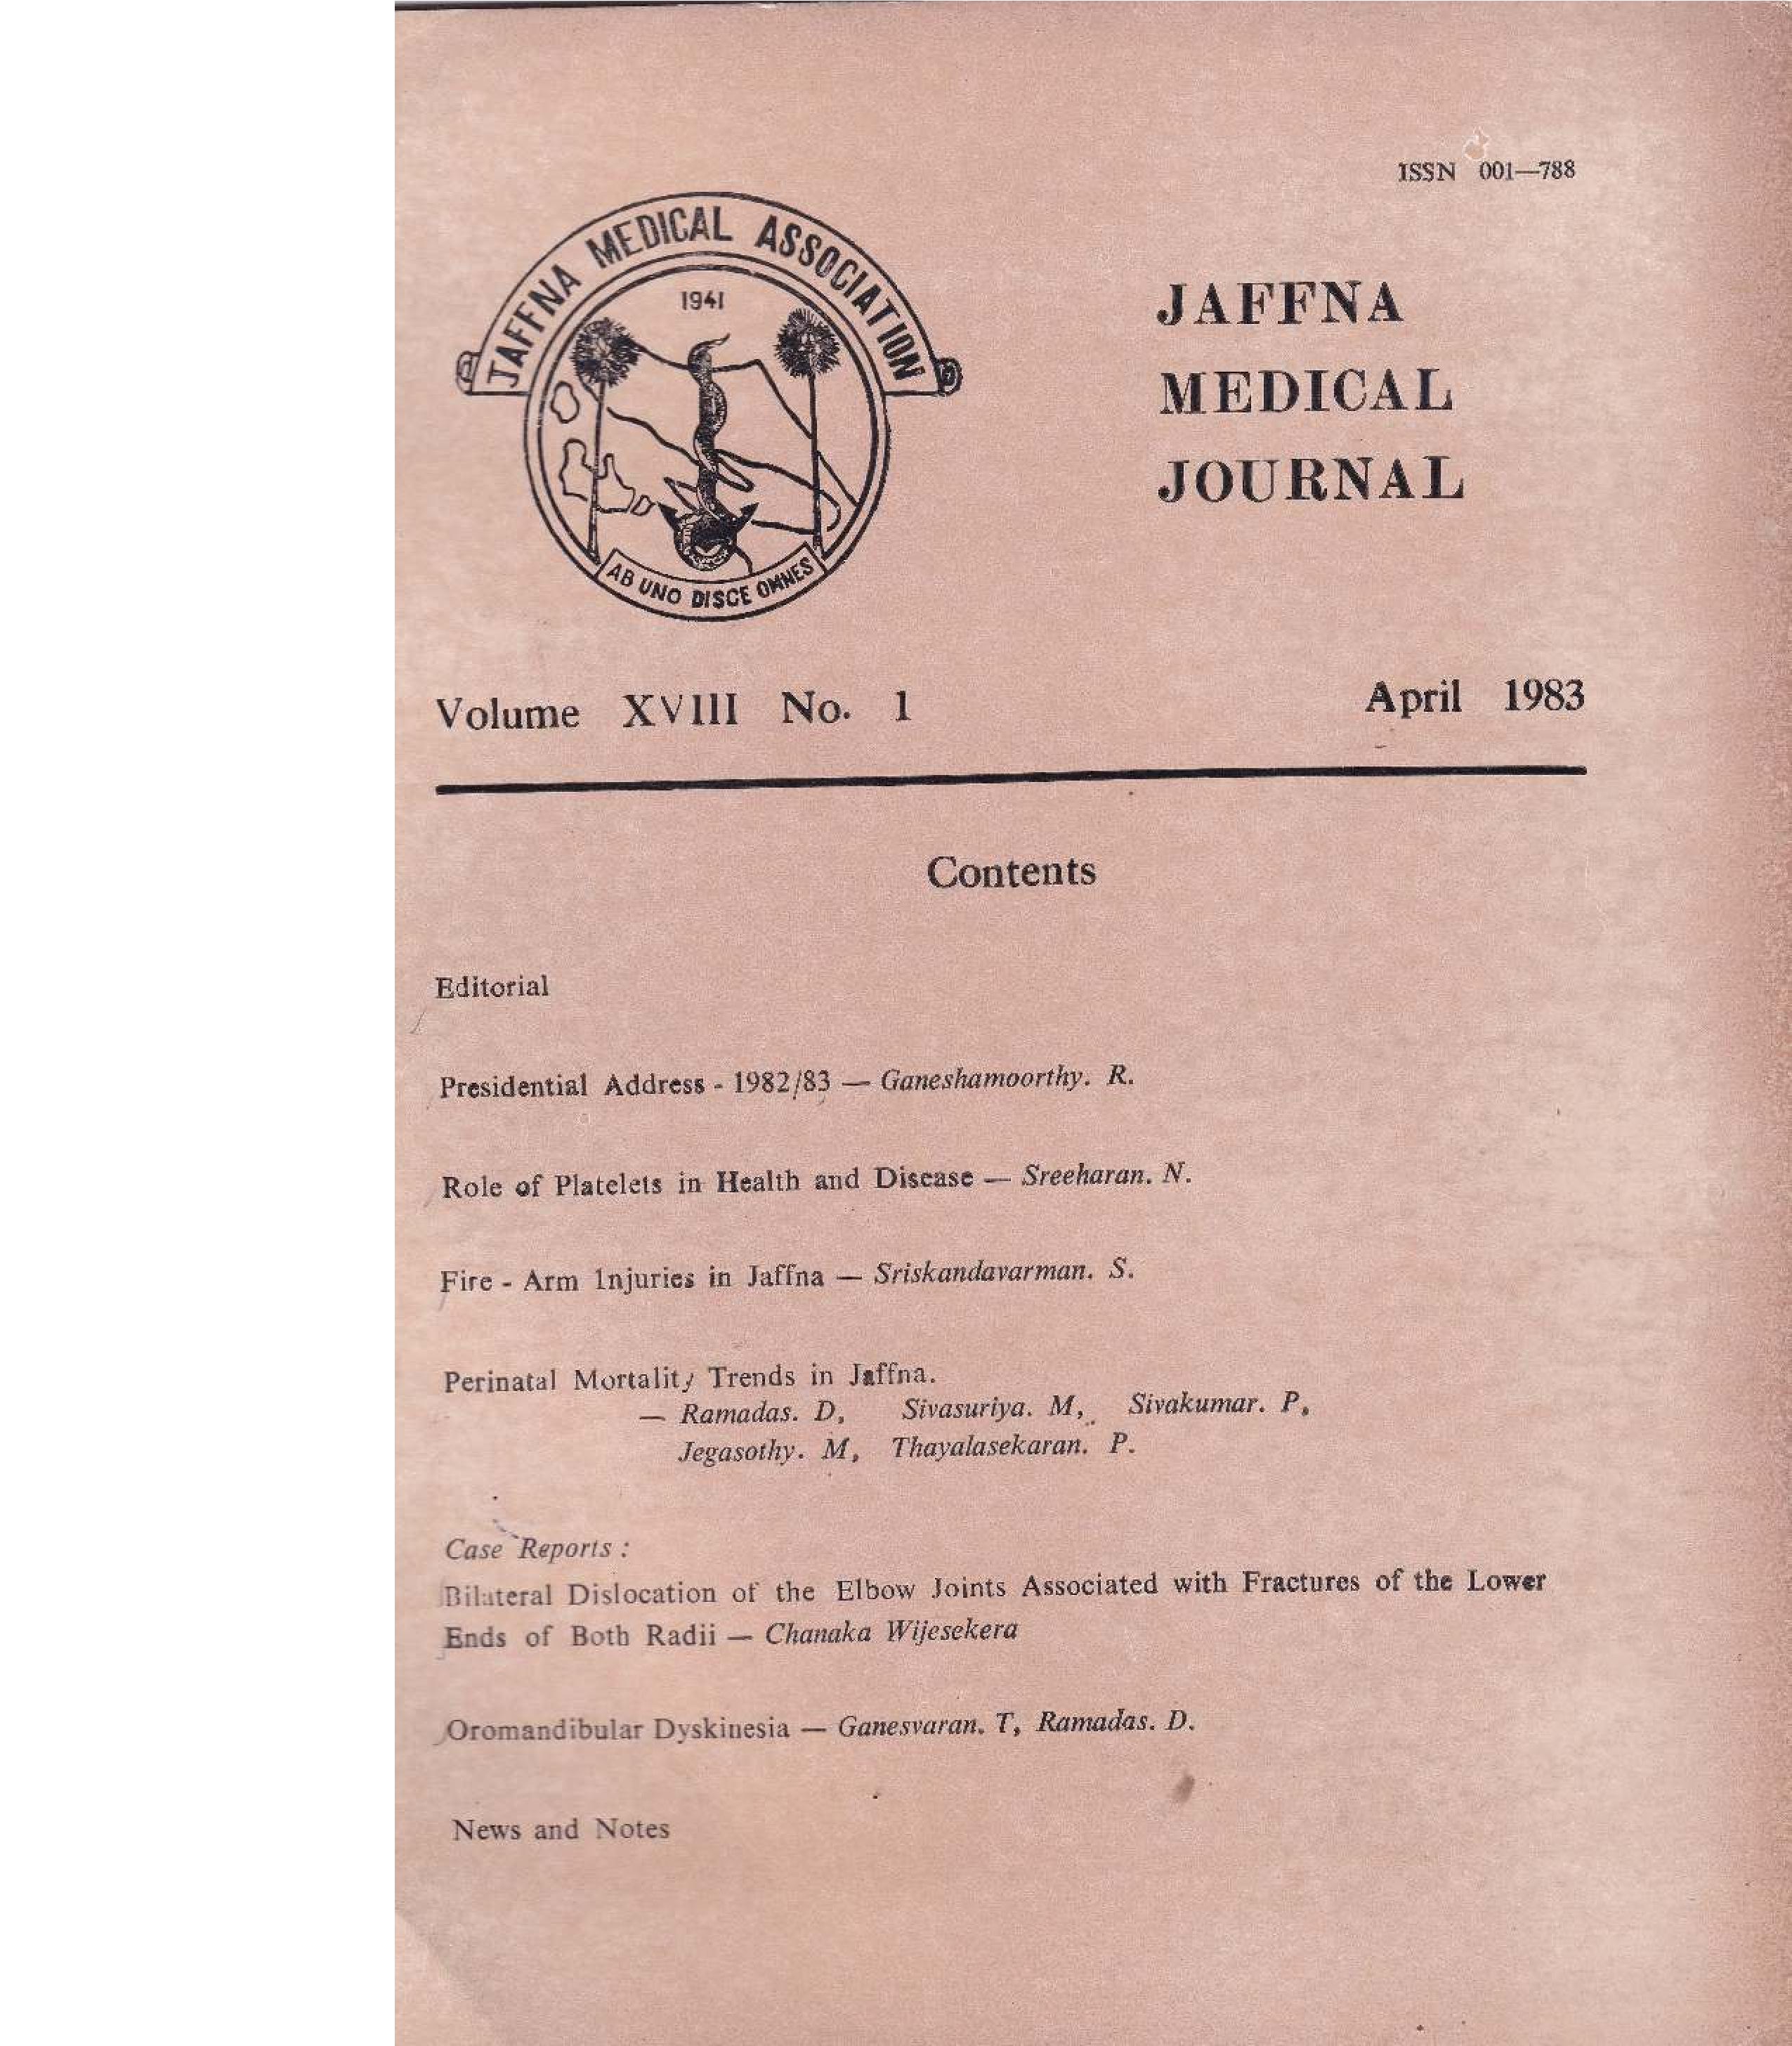 ISSN 001—788
JAFFNA MEDICAL ASSOCIATION
1941
AB UNO DISCE OMNES
JAFFNA
MEDICAL
JOURNAL
Volume XVIII No. 1
April 1983
Contents
Editorial
Presidential Address - 1982/83 — Ganeshamoorthy. R.
Role of Platelets in Health and Disease — Sreeharan. N.
Fire - Arm Injuries in Jaffna — Sriskandavarman. S.
Perinatal Mortality Trends in Jaffna.
— Ramadas. D, Sivasuriya. M, Sivakumar. P,
Jegasothy. M, Thayalasekaran. P.
Case Reports :
Bilateral Dislocation of the Elbow Joints Associated with Fractures of the Lower
Ends of Both Radii — Chanaka Wijesekera
Oromandibular Dyskinesia — Ganesvaran. T, Ramadas. D.
News and Notes